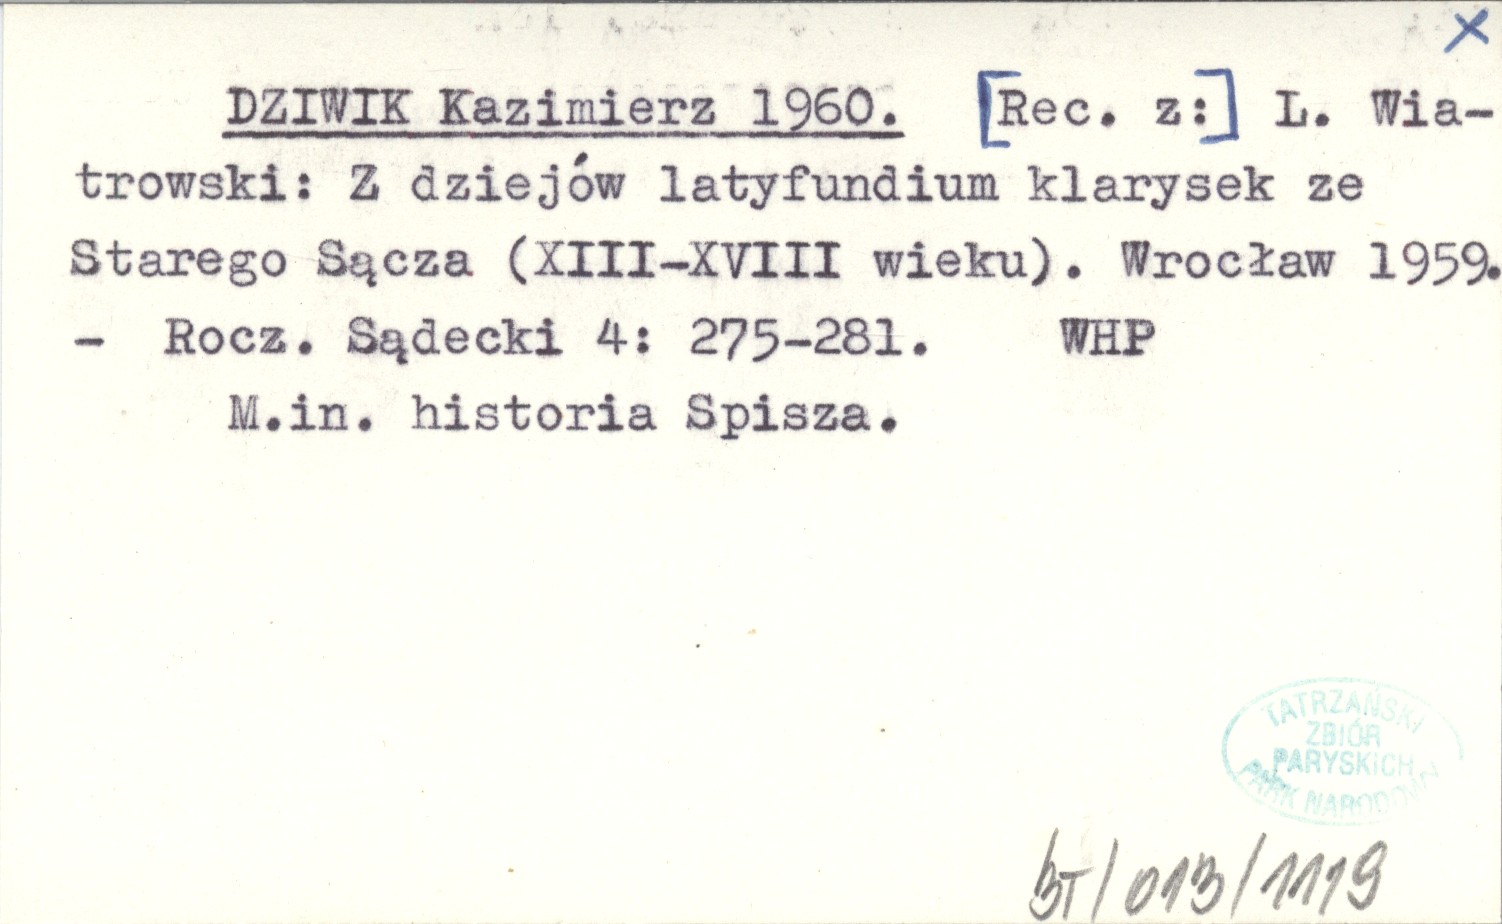 DZIWIK Kazimierz 1960. [Rec. z:] L. Wia-
trowski: Z dziejów latyfundium klarysek ze
Starego Sącza (XIII-XVIII wieku). Wrocław 1959.
- Rocz. Sądecki 4: 275-281. WHP
M.in. historia Spisza.
TATRZAŃSKI
ZBIÓR
PARYSKICH
PARK NARODOWY
BT/013/1119